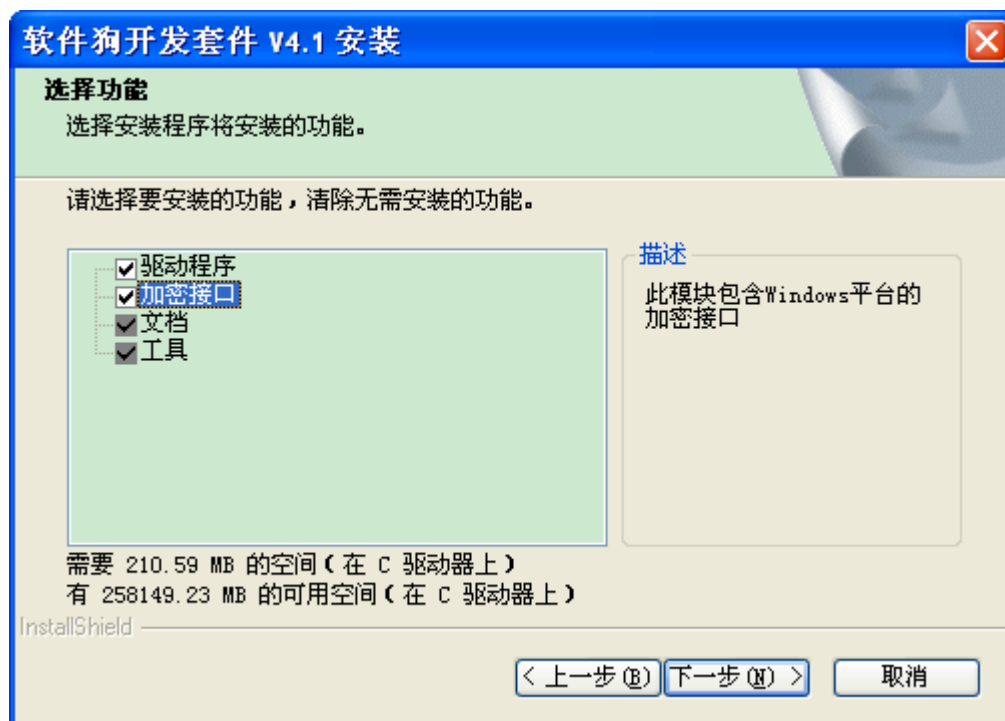 软件狗开发套件 V4.1 安装
选择功能
选择安装程序将安装的功能。
请选择要安装的功能，清除无需安装的功能。
驱动程序
加密接口
文档
工具
描述
此模块包含Windows平台的
加密接口
需要 210.59 MB 的空间(在 C 驱动器上)
有 258149.23 MB 的可用空间(在 C 驱动器上)
InstallShield
< 上一步(B) 下一步(N) > 取消